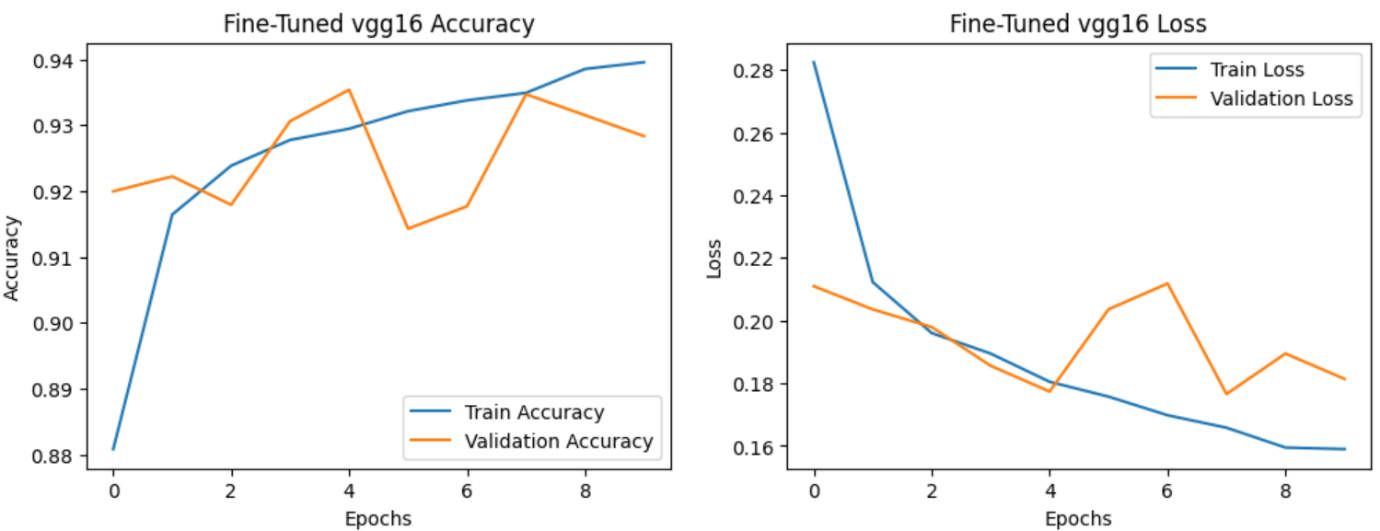 Fine-Tuned vgg16 Accuracy
0.94
0.93
0.92
0.91
0.90
0.89
0.88
Accuracy
Train Accuracy
Validation Accuracy
0 2 4 6 8
Epochs
Fine-Tuned vgg16 Loss
0.28
0.26
0.24
0.22
0.20
0.18
0.16
Loss
Train Loss
Validation Loss
0 2 4 6 8
Epochs